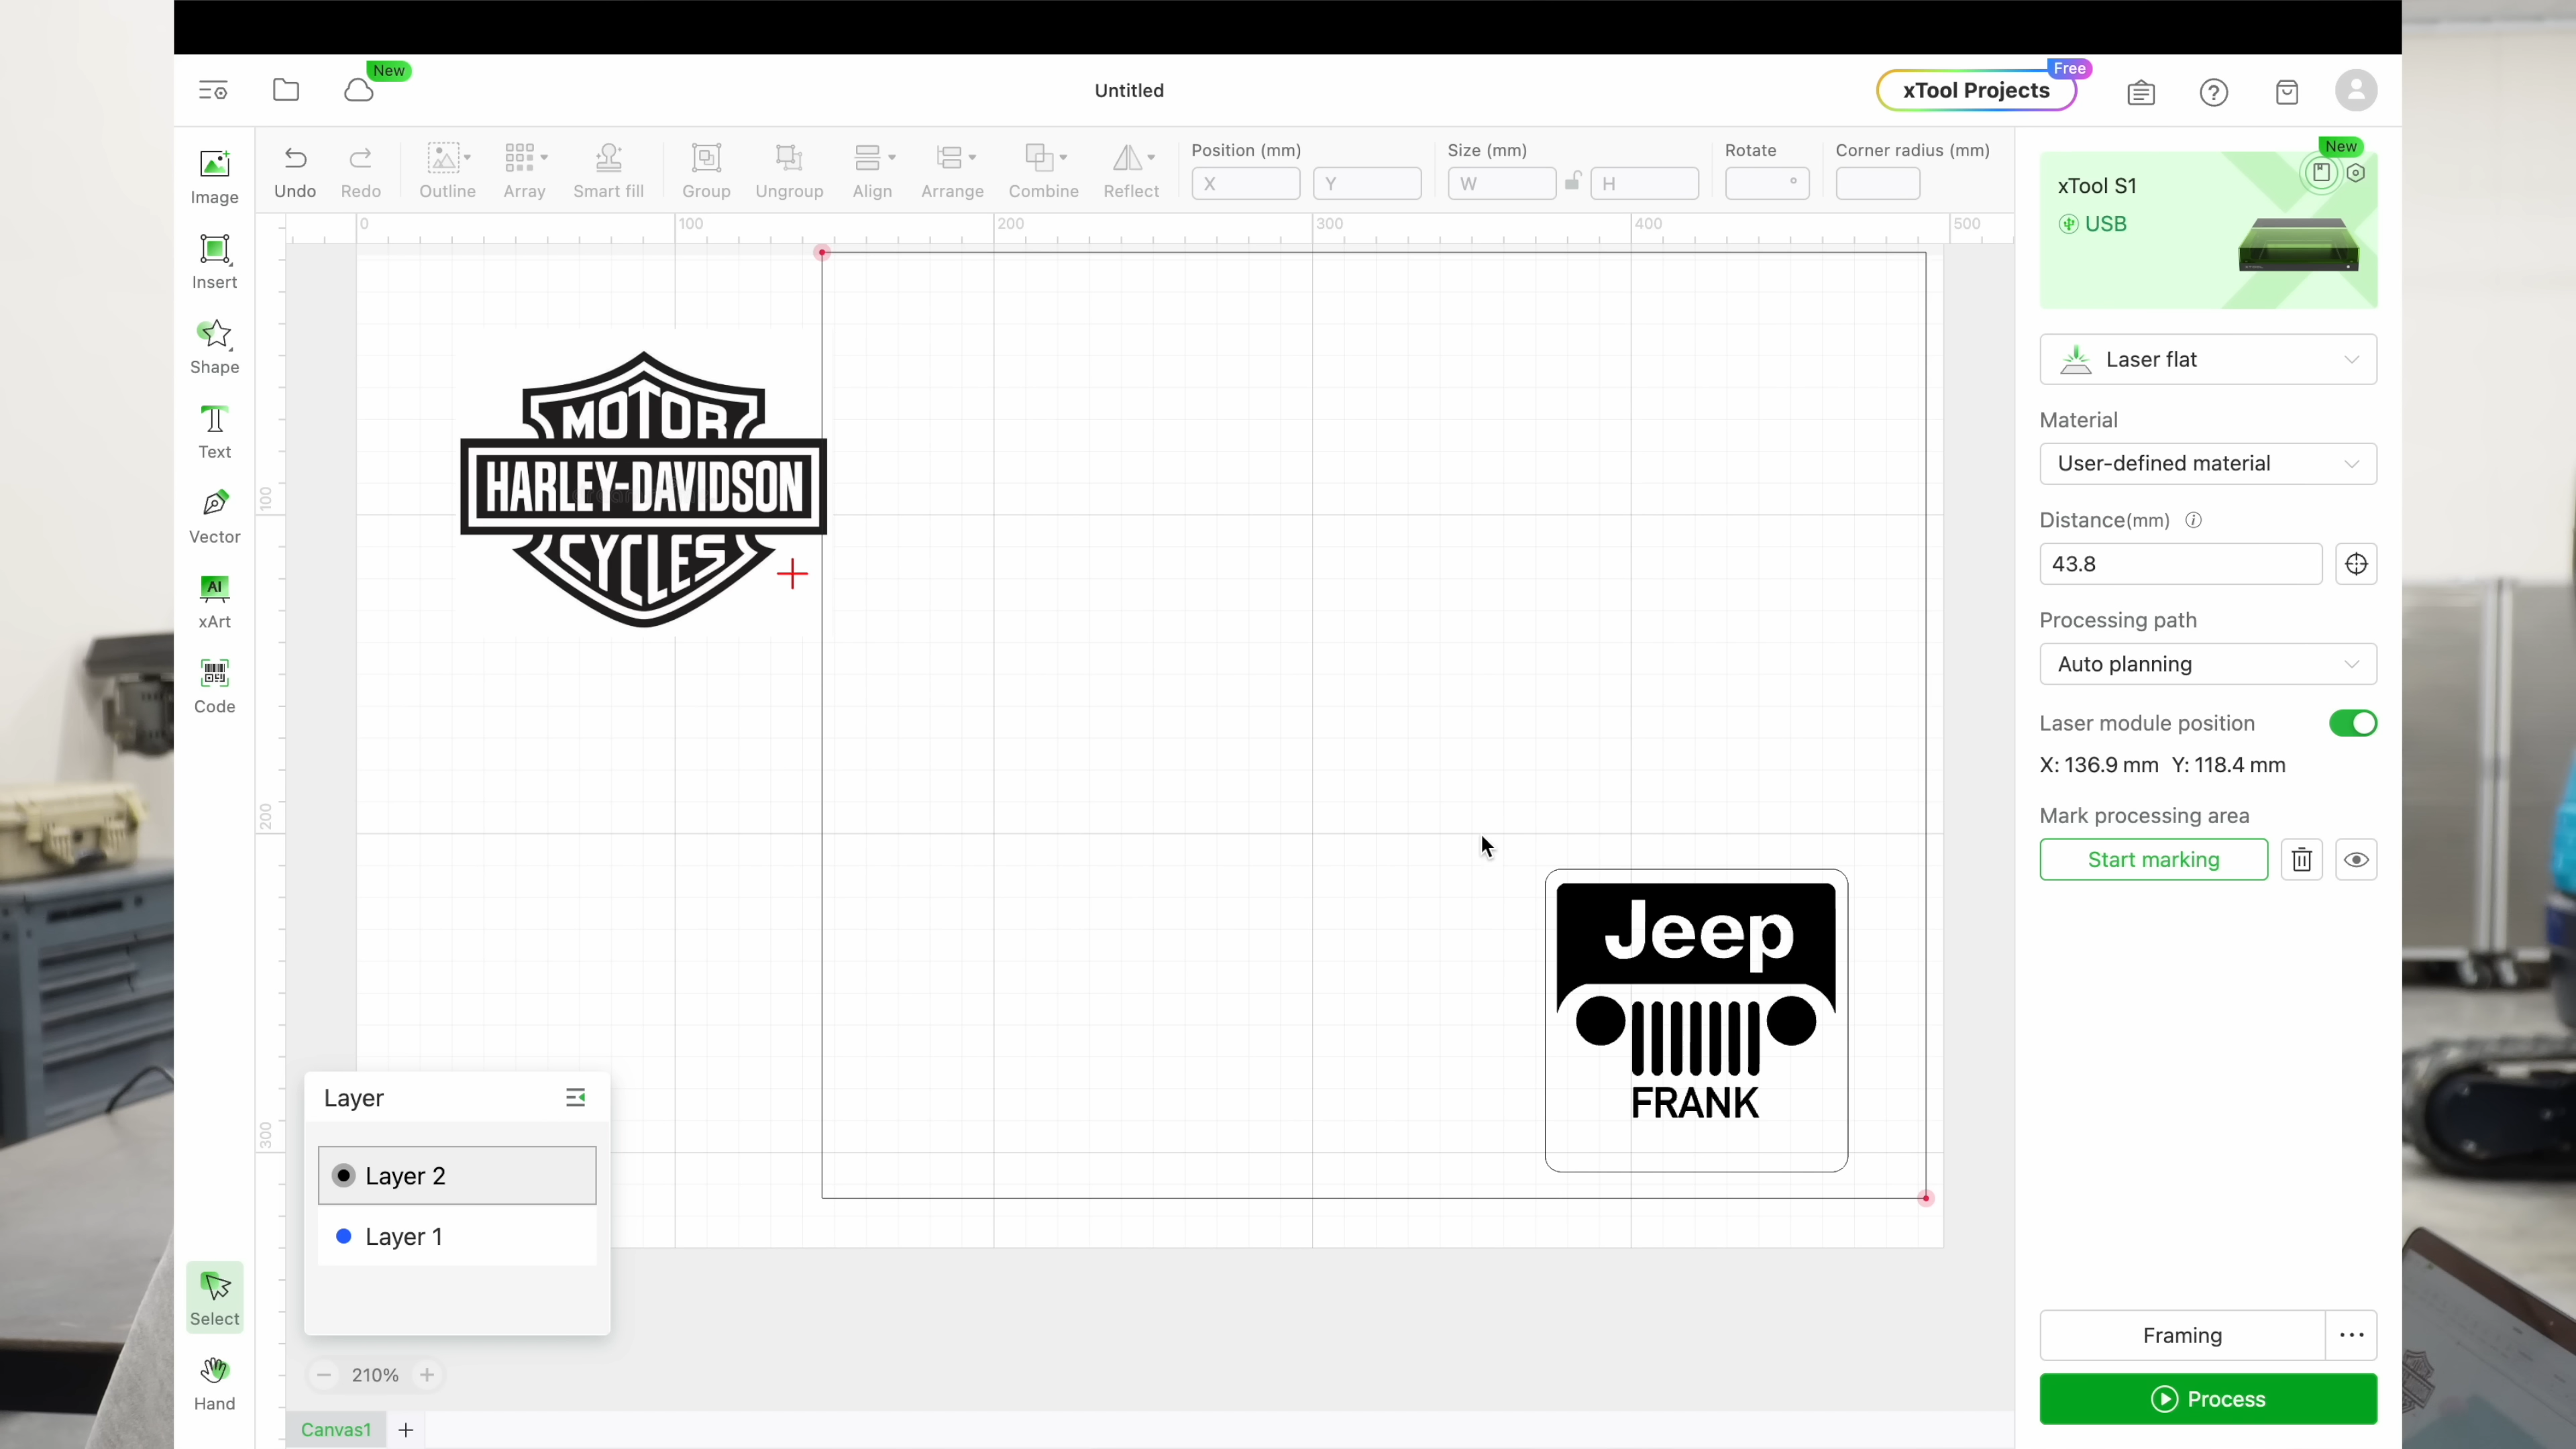 New
Untitled
Free
xTool Projects
Image
Insert
Shape
Text
Vector
AI
xArt
Code
Select
Hand
Undo
Redo
Outline
Array
Smart fill
Group
Ungroup
Align
Arrange
Combine
Reflect
Position (mm)
X
Y
Size (mm)
W
H
Rotate
°
Corner radius (mm)
0
100
200
300
400
500
100
200
300
MOTOR
HARLEY-DAVIDSON
CYCLES
Jeep
FRANK
Layer
Layer 2
Layer 1
210%
Canvas1
New
xTool S1
USB
Laser flat
Material
User-defined material
Distance(mm)
43.8
Processing path
Auto planning
Laser module position
X: 136.9 mm Y: 118.4 mm
Mark processing area
Start marking
Framing
Process